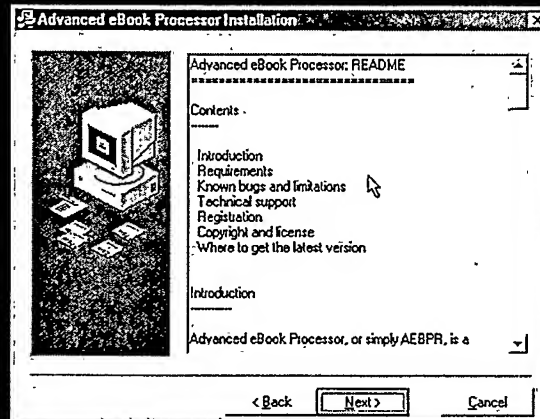 Advanced eBook Processor Installation
Advanced eBook Processor: README
================================
Contents
--------
Introduction
Requirements
Known bugs and limitations
Technical support
Registration
Copyright and license
Where to get the latest version
Introduction
------------
Advanced eBook Processor, or simply AEBPR, is a
< Back
Next >
Cancel